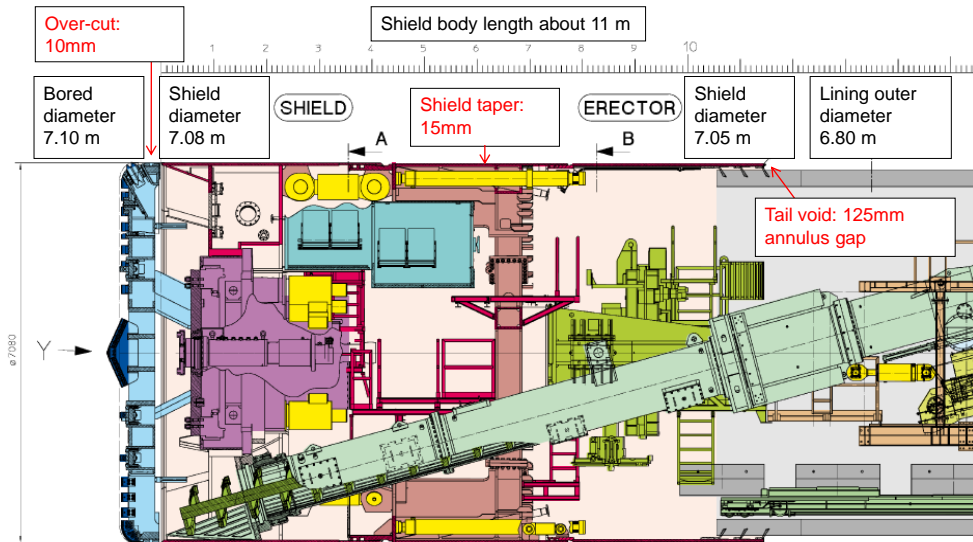 Over-cut:
10mm
Shield body length about 11 m
1 2 3 4 5 6 7 8 9 10
Bored
diameter
7.10 m
Shield
diameter
7.08 m
SHIELD
Shield taper:
15mm
ERECTOR
Shield
diameter
7.05 m
Lining outer
diameter
6.80 m
A
B
Tail void: 125mm
annulus gap
Y
ø7080